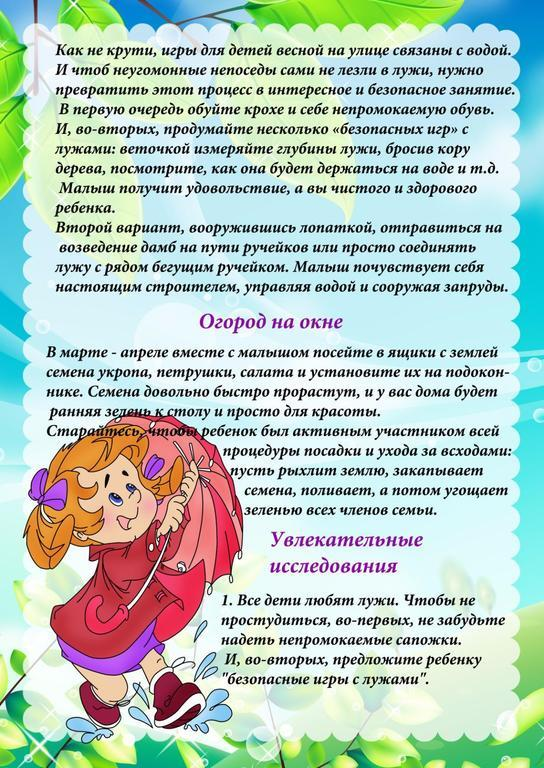 Как не крути, игры для детей весной на улице связаны с водой.
И чтоб неугомонные непоседы сами не лезли в лужи, нужно
превратить этот процесс в интересное и безопасное занятие.
В первую очередь обуйте крохе и себе непромокаемую обувь.
И, во-вторых, продумайте несколько «безопасных игр» с
лужами: веточкой измеряйте глубины лужи, бросив кору
дерева, посмотрите, как она будет держаться на воде и т.д.
Малыш получит удовольствие, а вы чистого и здорового
ребенка.
Второй вариант, вооружившись лопаткой, отправиться на
возведение дамб на пути ручейков или просто соединять
лужу с рядом бегущим ручейком. Малыш почувствует себя
настоящим строителем, управляя водой и сооружая запруды.
Огород на окне
В марте - апреле вместе с малышом посейте в ящики с землей
семена укропа, петрушки, салата и установите их на подокон-
нике. Семена довольно быстро прорастут, и у вас дома будет
ранняя зелень к столу и просто для красоты.
Старайтесь, чтобы ребенок был активным участником всей
процедуры посадки и ухода за всходами:
пусть рыхлит землю, закапывает
семена, поливает, а потом угощает
зеленью всех членов семьи.
Увлекательные
исследования
1. Все дети любят лужи. Чтобы не
простудиться, во-первых, не забудьте
надеть непромокаемые сапожки.
И, во-вторых, предложите ребенку
"безопасные игры с лужами".